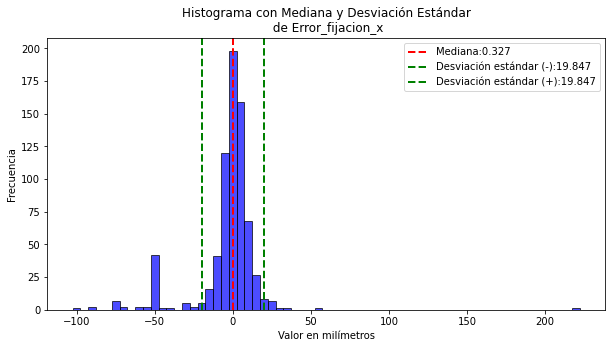 Histograma con Mediana y Desviación Estándar
de Error_fijacion_x
Mediana:0.327
Desviación estándar (-):19.847
Desviación estándar (+):19.847
Frecuencia
200
175
150
125
100
75
50
25
0
−100
−50
0
50
100
150
200
Valor en milímetros